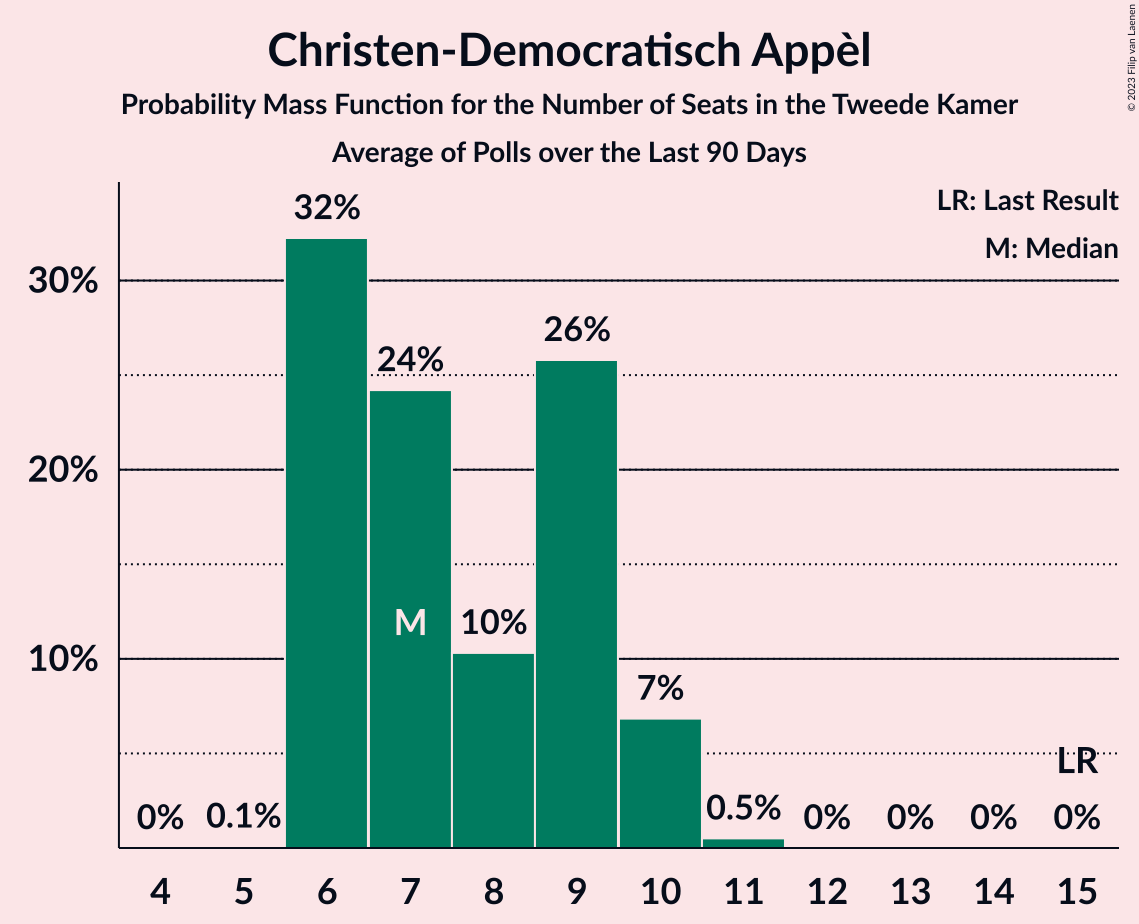 Christen-Democratisch Appèl
Probability Mass Function for the Number of Seats in the Tweede Kamer
Average of Polls over the Last 90 Days
© 2023 Filip van Laenen
LR: Last Result
M: Median
32%
30%
26%
24%
20%
M
10%
10%
7%
LR
0%
0.1%
0.5%
0%
0%
0%
0%
4 5 6 7 8 9 10 11 12 13 14 15